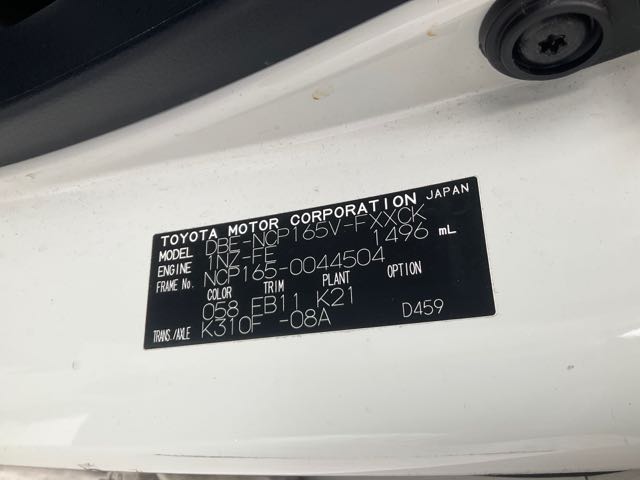 TOYOTA MOTOR CORPORATION JAPAN
MODEL DBE-NCP165V-FXXCK
ENGINE 1NZ-FE 1496 mL
FRAME No. NCP165-0044504
COLOR TRIM PLANT OPTION
058 EB11 K21
TRANS./AXLE K310F -08A D459